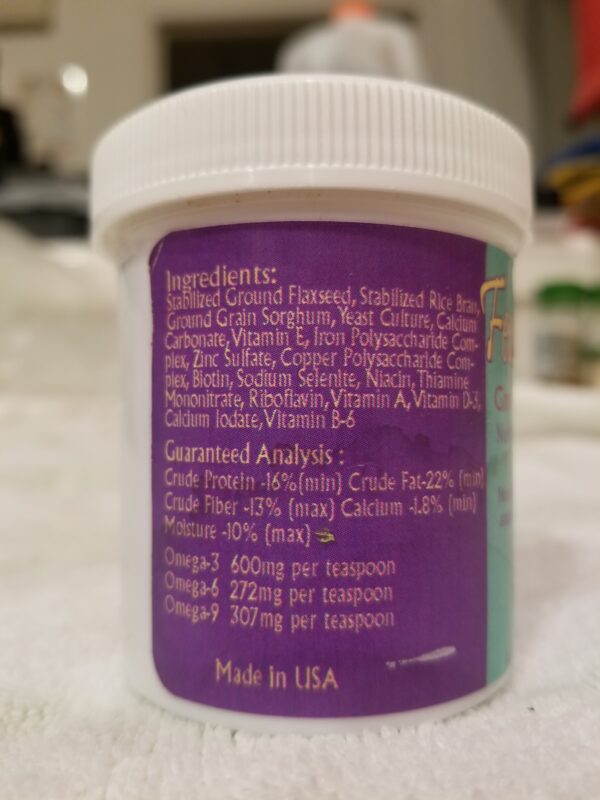 Ingredients:
Stabilized Ground Flaxseed, Stabilized Rice Bran,
Ground Grain Sorghum, Yeast Culture, Calcium
Carbonate, Vitamin E, Iron Polysaccharide Com-
plex, Zinc Sulfate, Copper Polysaccharide Com-
plex, Biotin, Sodium Selenite, Niacin, Thiamine
Mononitrate, Riboflavin, Vitamin A, Vitamin D-3,
Calcium Iodate, Vitamin B-6
Guaranteed Analysis :
Crude Protein -16%(min) Crude Fat-22% (min)
Crude Fiber -13% (max) Calcium -1.8% (min)
Moisture -10% (max)
Omega-3 600mg per teaspoon
Omega-6 272mg per teaspoon
Omega-9 307mg per teaspoon
Made in USA